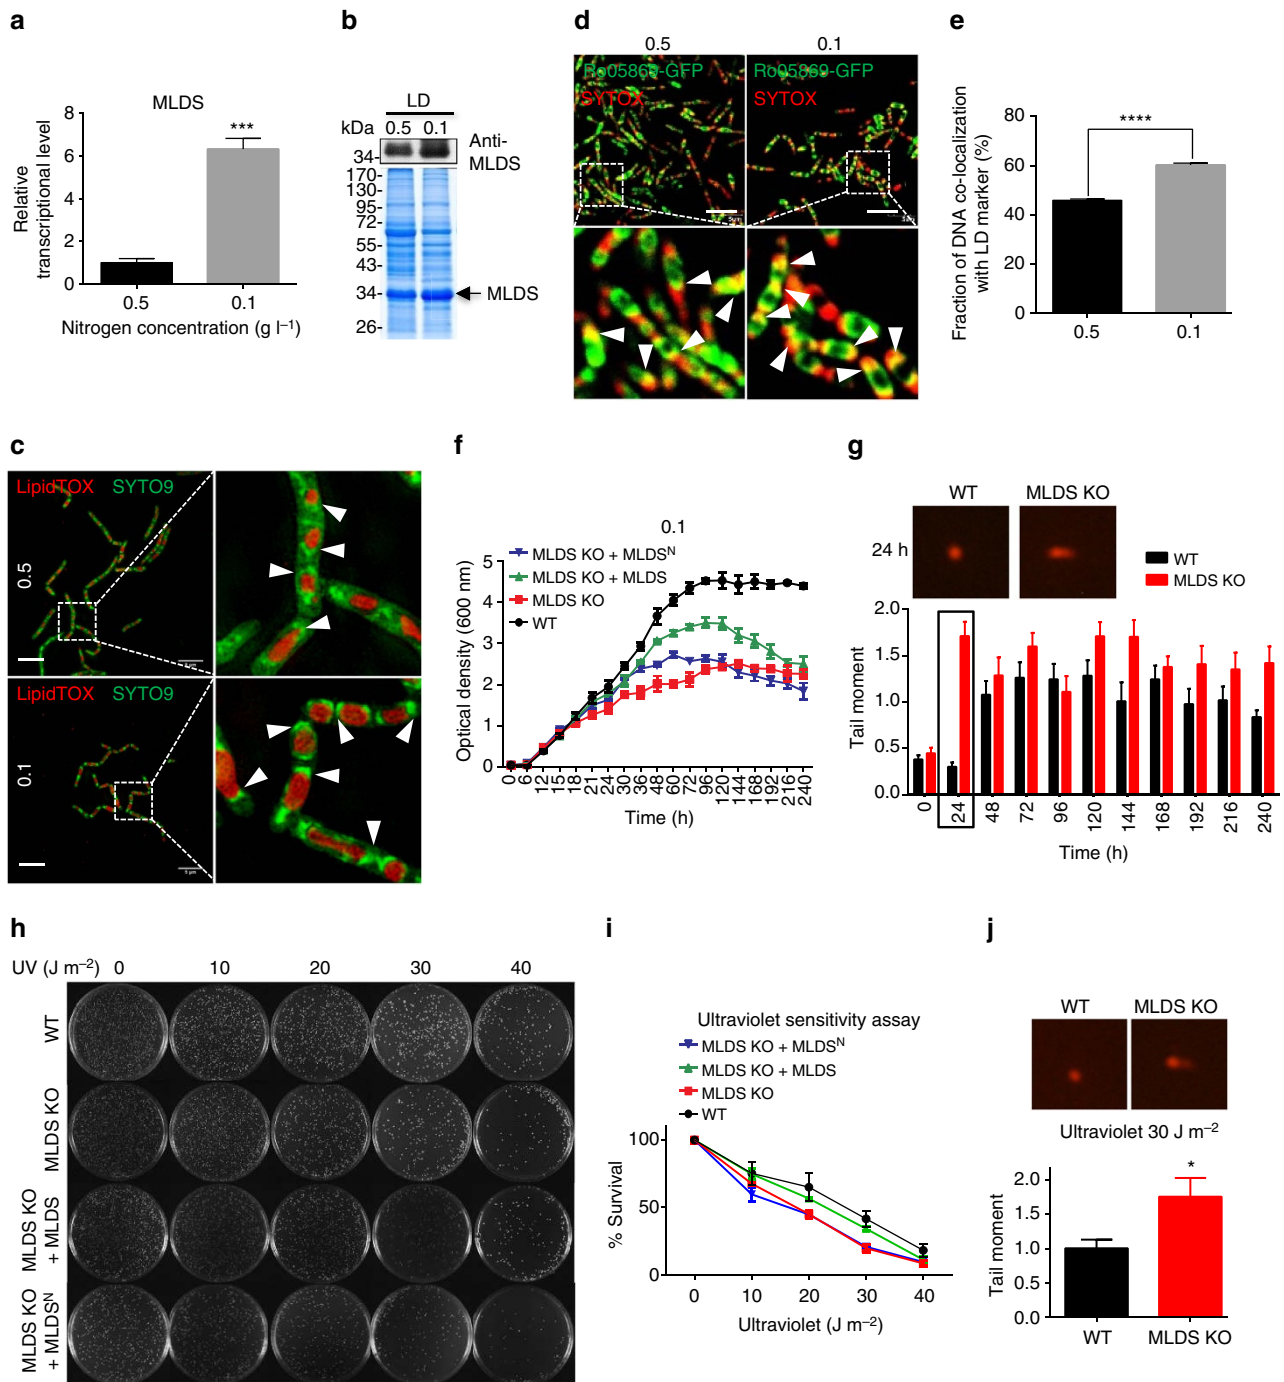 a
MLDS
Relative
transcriptional level
8
6
4
2
0
***
0.5 0.1
Nitrogen concentration (g l⁻¹)
b
LD
kDa 0.5 0.1
Anti-
MLDS
34-
170-
130-
95-
72-
55-
43-
34-
26-
MLDS
d
0.5 0.1
Ro05869-GFP
SYTOX
Ro05869-GFP
SYTOX
5μm
e
Fraction of DNA co-localization
with LD marker (%)
80
60
40
20
0
****
0.5 0.1
c
LipidTOX SYTO9
0.5
5 μm
LipidTOX SYTO9
0.1
5 μm
f
0.1
MLDS KO + MLDSᴺ
MLDS KO + MLDS
MLDS KO
WT
Optical density (600 nm)
5
4
3
2
1
0
0 6 12 15 18 21 24 30 36 48 60 72 96 120 144 168 192 216 240
Time (h)
g
WT MLDS KO
24 h
WT
MLDS KO
Tail moment
2.0
1.5
1.0
0.5
0.0
0 24 48 72 96 120 144 168 192 216 240
Time (h)
h
UV (J m⁻²) 0 10 20 30 40
WT
MLDS KO
MLDS KO
+ MLDS
MLDS KO
+ MLDSᴺ
i
Ultraviolet sensitivity assay
MLDS KO + MLDSᴺ
MLDS KO + MLDS
MLDS KO
WT
% Survival
100
50
0
0 10 20 30 40
Ultraviolet (J m⁻²)
j
WT MLDS KO
Ultraviolet 30 J m⁻²
Tail moment
2.0
1.5
1.0
0.5
0.0
*
WT MLDS KO